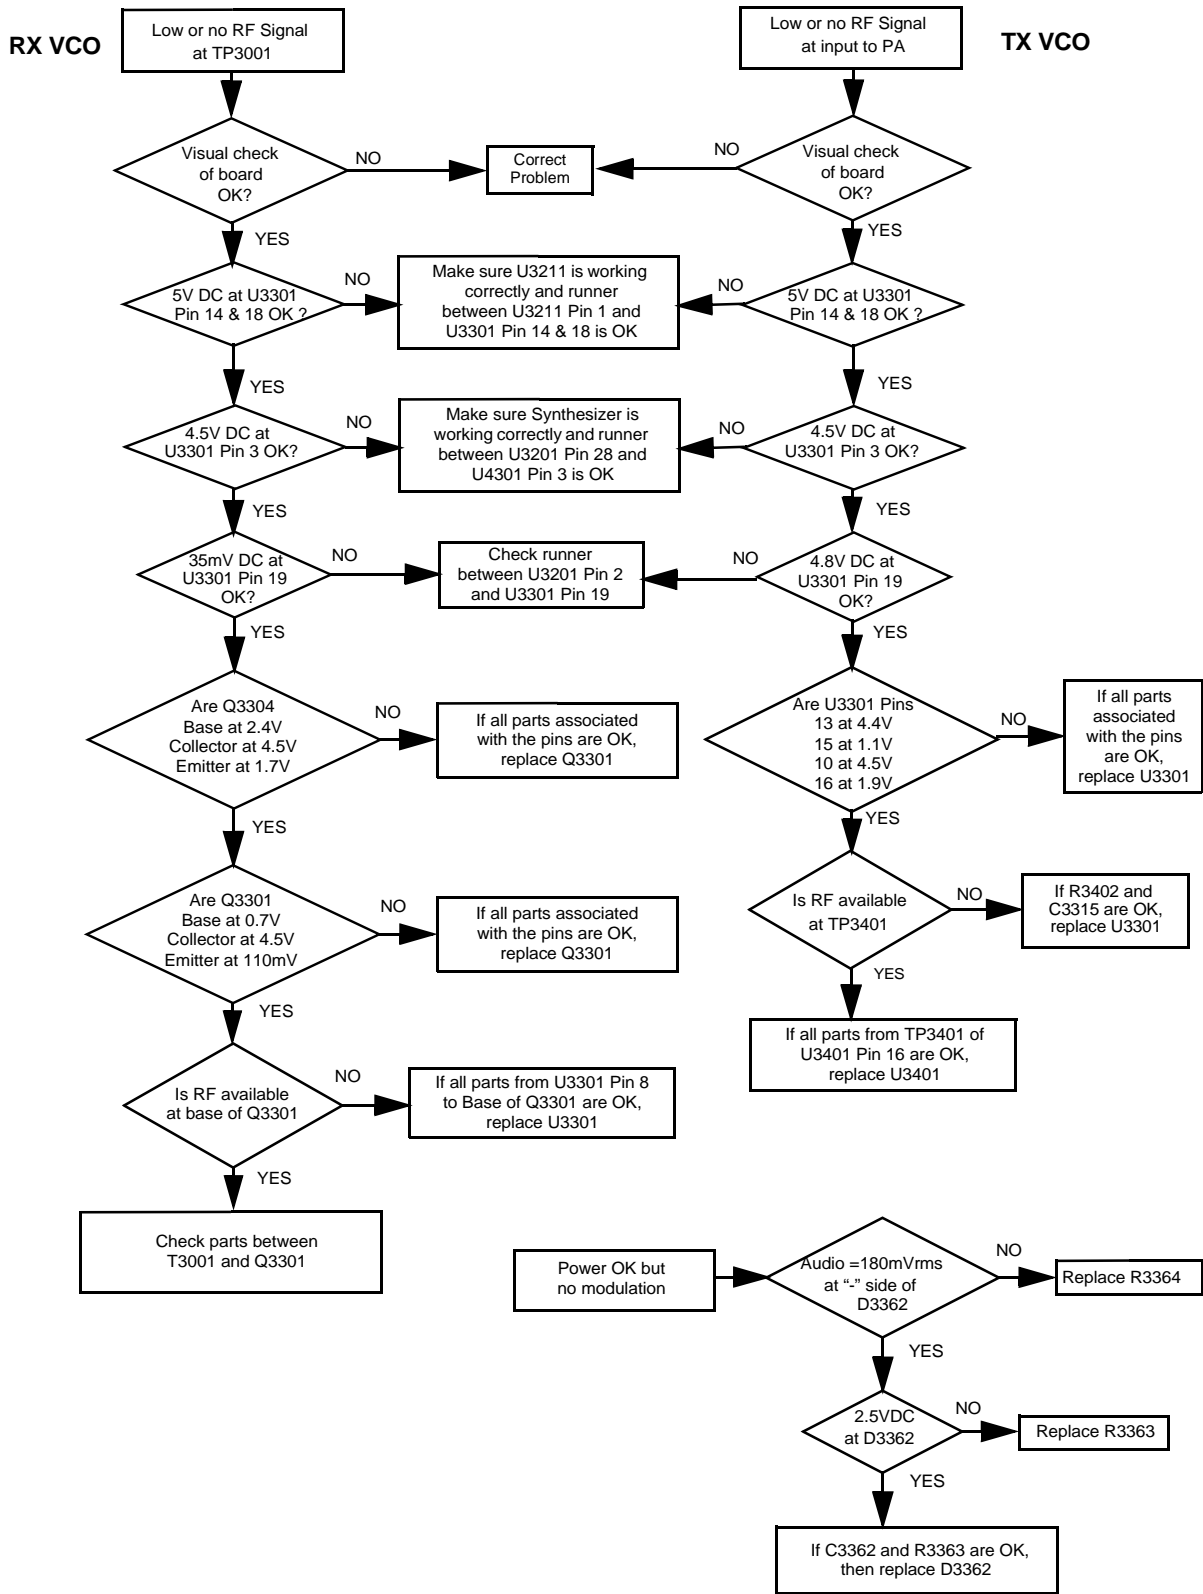 RX VCO
Low or no RF Signal
at TP3001
Low or no RF Signal
at input to PA
TX VCO
Visual check
of board
OK?
NO
Correct
Problem
NO
Visual check
of board
OK?
YES
YES
5V DC at U3301
Pin 14 & 18 OK ?
NO
Make sure U3211 is working
correctly and runner
between U3211 Pin 1 and
U3301 Pin 14 & 18 is OK
NO
5V DC at U3301
Pin 14 & 18 OK ?
YES
YES
4.5V DC at
U3301 Pin 3 OK?
NO
Make sure Synthesizer is
working correctly and runner
between U3201 Pin 28 and
U4301 Pin 3 is OK
NO
4.5V DC at
U3301 Pin 3 OK?
YES
YES
35mV DC at
U3301 Pin 19
OK?
NO
Check runner
between U3201 Pin 2
and U3301 Pin 19
NO
4.8V DC at
U3301 Pin 19
OK?
YES
YES
Are Q3304
Base at 2.4V
Collector at 4.5V
Emitter at 1.7V
NO
If all parts associated
with the pins are OK,
replace Q3301
Are U3301 Pins
13 at 4.4V
15 at 1.1V
10 at 4.5V
16 at 1.9V
NO
If all parts
associated
with the pins
are OK,
replace U3301
YES
YES
Are Q3301
Base at 0.7V
Collector at 4.5V
Emitter at 110mV
NO
If all parts associated
with the pins are OK,
replace Q3301
Is RF available
at TP3401
NO
If R3402 and
C3315 are OK,
replace U3301
YES
YES
If all parts from TP3401 of
U3401 Pin 16 are OK,
replace U3401
Is RF available
at base of Q3301
NO
If all parts from U3301 Pin 8
to Base of Q3301 are OK,
replace U3301
YES
Check parts between
T3001 and Q3301
Power OK but
no modulation
Audio =180mVrms
at “-” side of
D3362
NO
Replace R3364
YES
2.5VDC
at D3362
NO
Replace R3363
YES
If C3362 and R3363 are OK,
then replace D3362